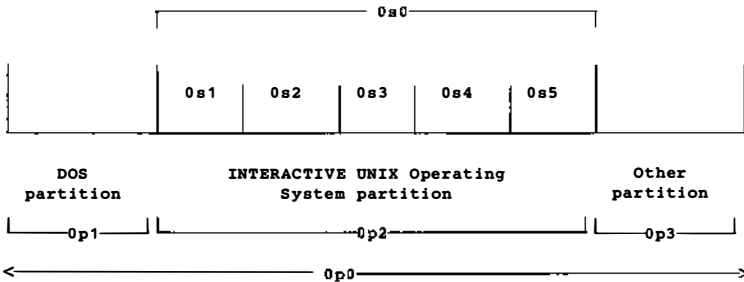 0s0
0s1 0s2 0s3 0s4 0s5
DOS partition
INTERACTIVE UNIX Operating System partition
Other partition
0p1 0p2 0p3
0p0